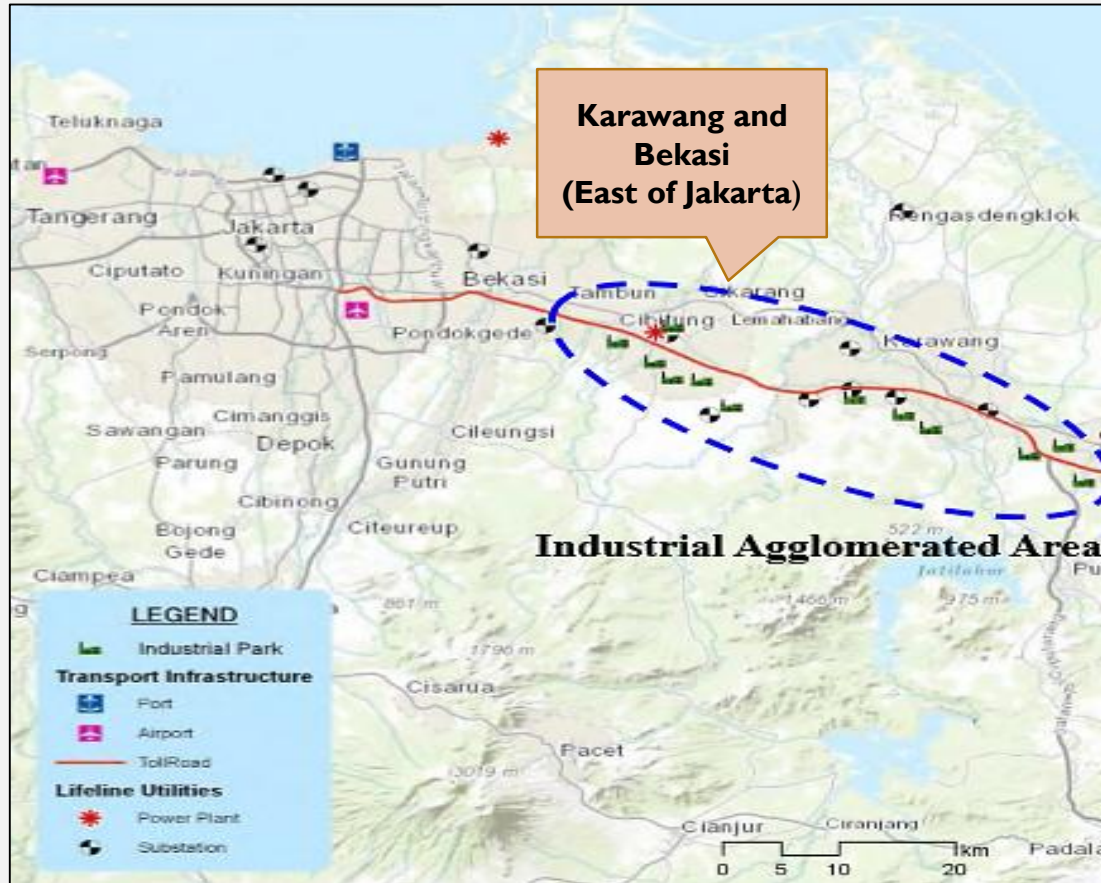 Karawang and
Bekasi
(East of Jakarta)
Teluknaga
Tangerang
Jakarta
Rengasdengklok
Ciputato
Kuningan
Bekasi
Tambun
Cikarang
Pondok
Aren
Pondokgede
Cibitung
Lemahabang
Karawang
Serpong
Pamulang
Cimanggis
Sawangan
Depok
Cileungsi
Parung
Gunung
Putri
Cibinong
Bojong
Gede
Citeureup
522 m
Industrial Agglomerated Area
Ciampea
Jatiluhur
Pu
861 m
1466 m
975 m
LEGEND
Industrial Park
1796 m
Transport Infrastructure
Port
Cisarua
Airport
Pacet
TollRoad
3019 m
Lifeline Utilities
Power Plant
Cianjur
Ciranjang
Substation
km
Padala
0 5 10 20